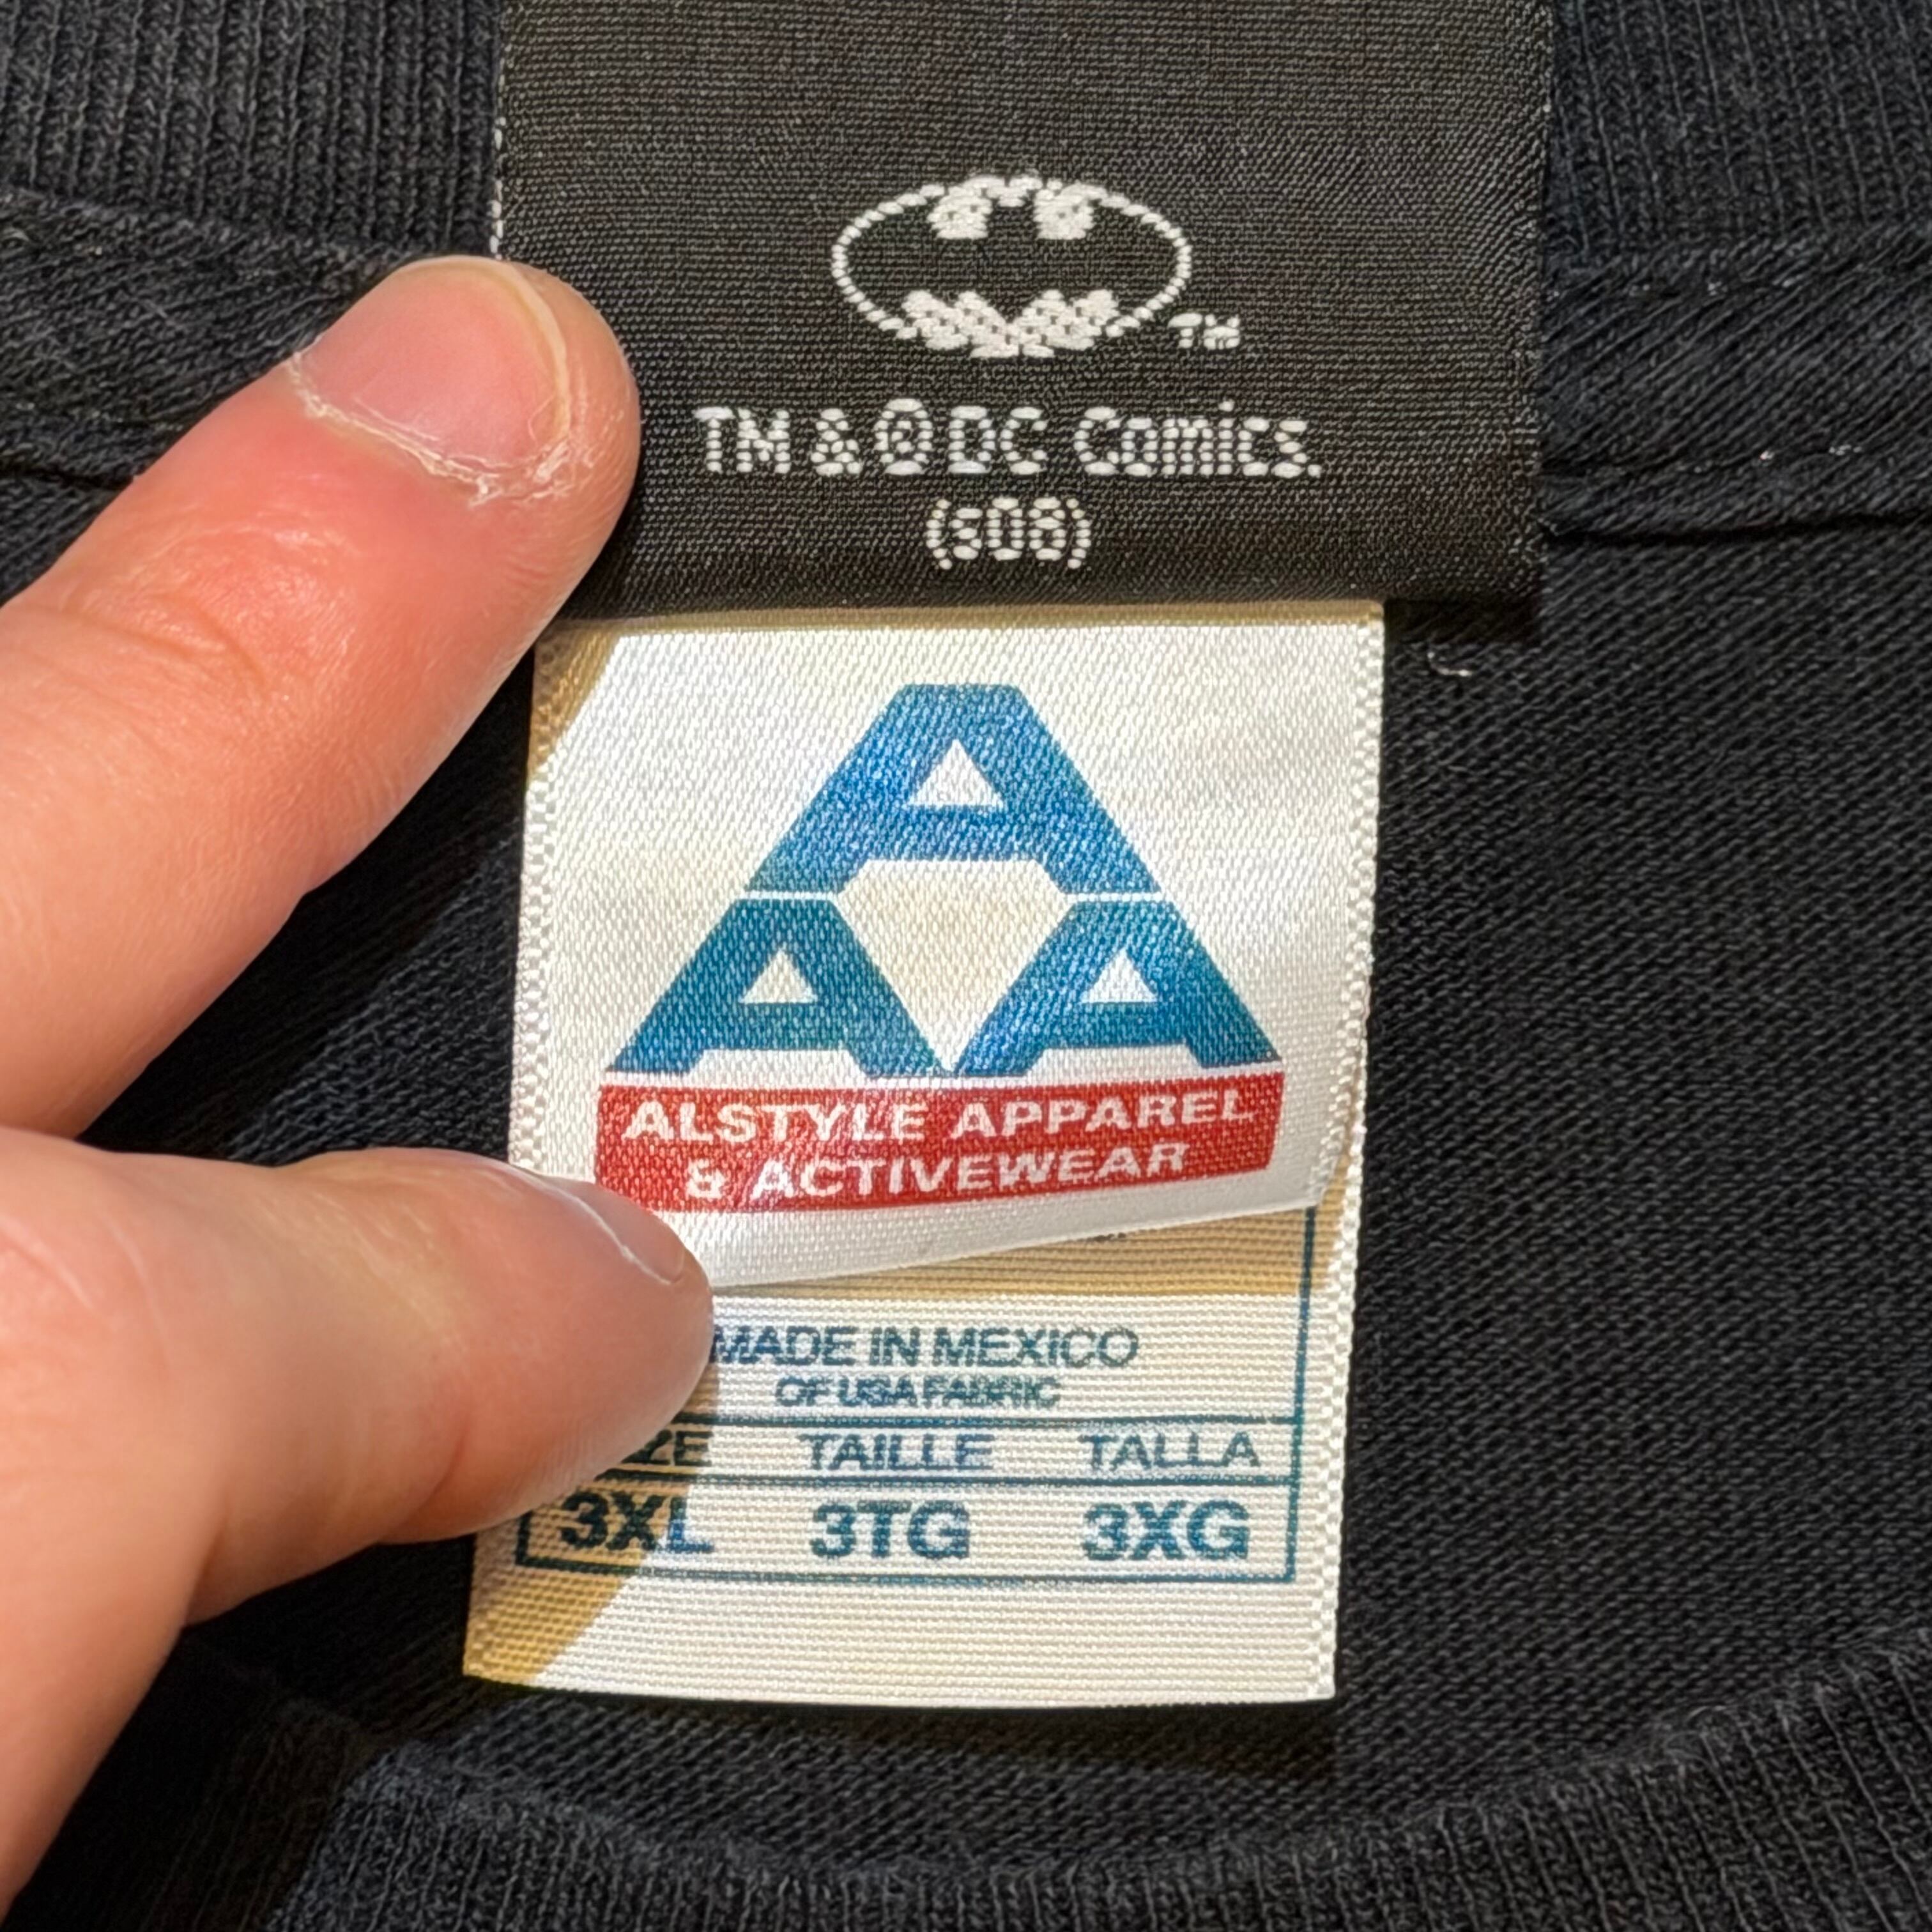 TM
TM & ® DC Comics.
(s08)
AAA
ALSTYLE APPAREL
& ACTIVEWEAR
MADE IN MEXICO
OF USA FABRIC
TAILLE TALLA
3XL 3TG 3XG